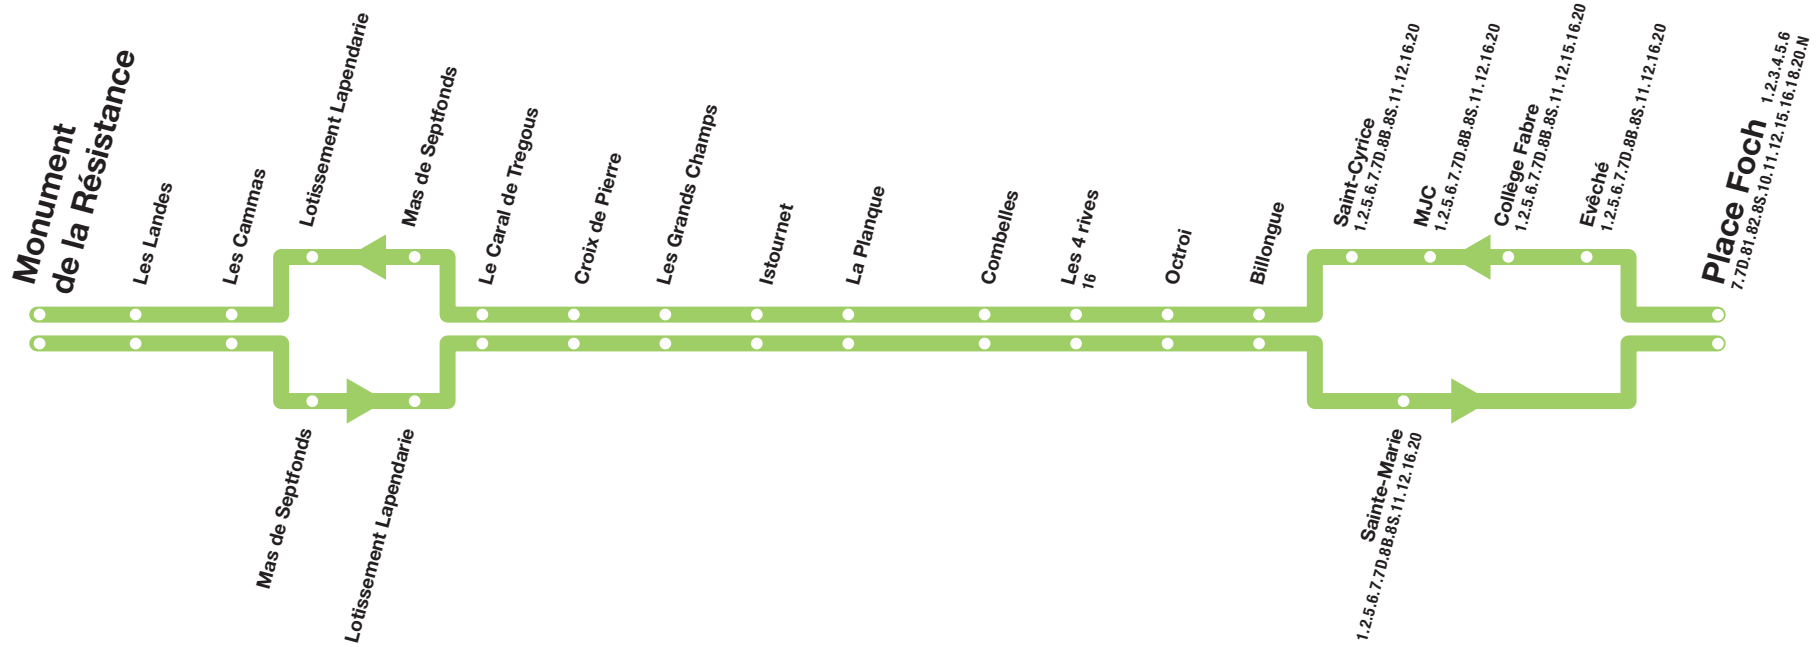 Monument
de la Résistance
Les Landes
Les Cammas
Lotissement Lapendarie
Mas de Septfonds
Le Caral de Tregous
Croix de Pierre
Les Grands Champs
Istournet
La Planque
Combelles
Les 4 rives
16
Octroi
Billongue
Saint-Cyrice
1.2.5.6.7.7D.8B.8S.11.12.16.20
MJC
1.2.5.6.7.7D.8B.8S.11.12.16.20
Collège Fabre
1.2.5.6.7.7D.8B.8S.11.12.15.16.20
Evêché
1.2.5.6.7.7D.8B.8S.11.12.16.20
Place Foch 1.2.3.4.5.6
7.7D.81.82.8S.10.11.12.15.16.18.20.N
Mas de Septfonds
Lotissement Lapendarie
Sainte-Marie
1.2.5.6.7.7D.8B.8S.11.12.16.20